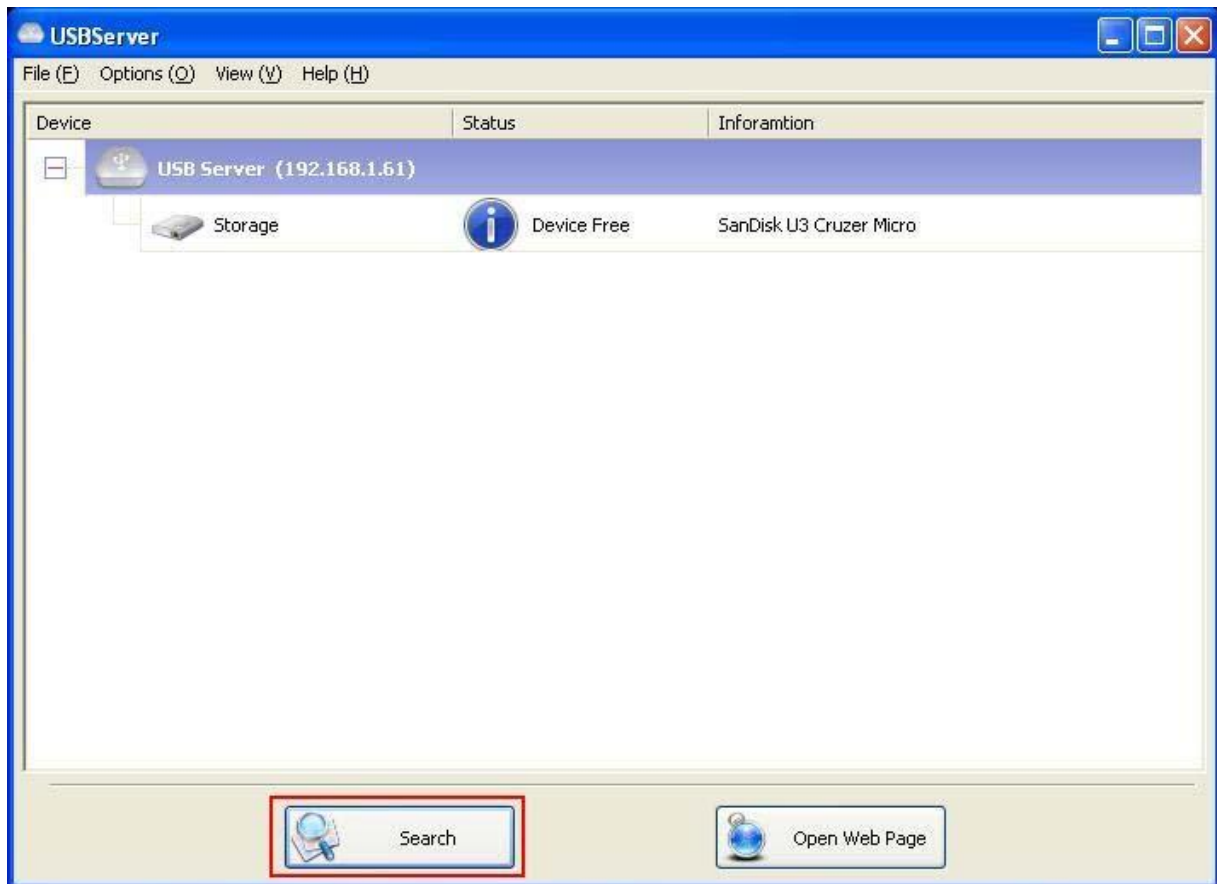 USBServer
File (F) Options (O) View (V) Help (H)
Device Status Inforamtion
USB Server (192.168.1.61)
Storage Device Free SanDisk U3 Cruzer Micro
Search Open Web Page